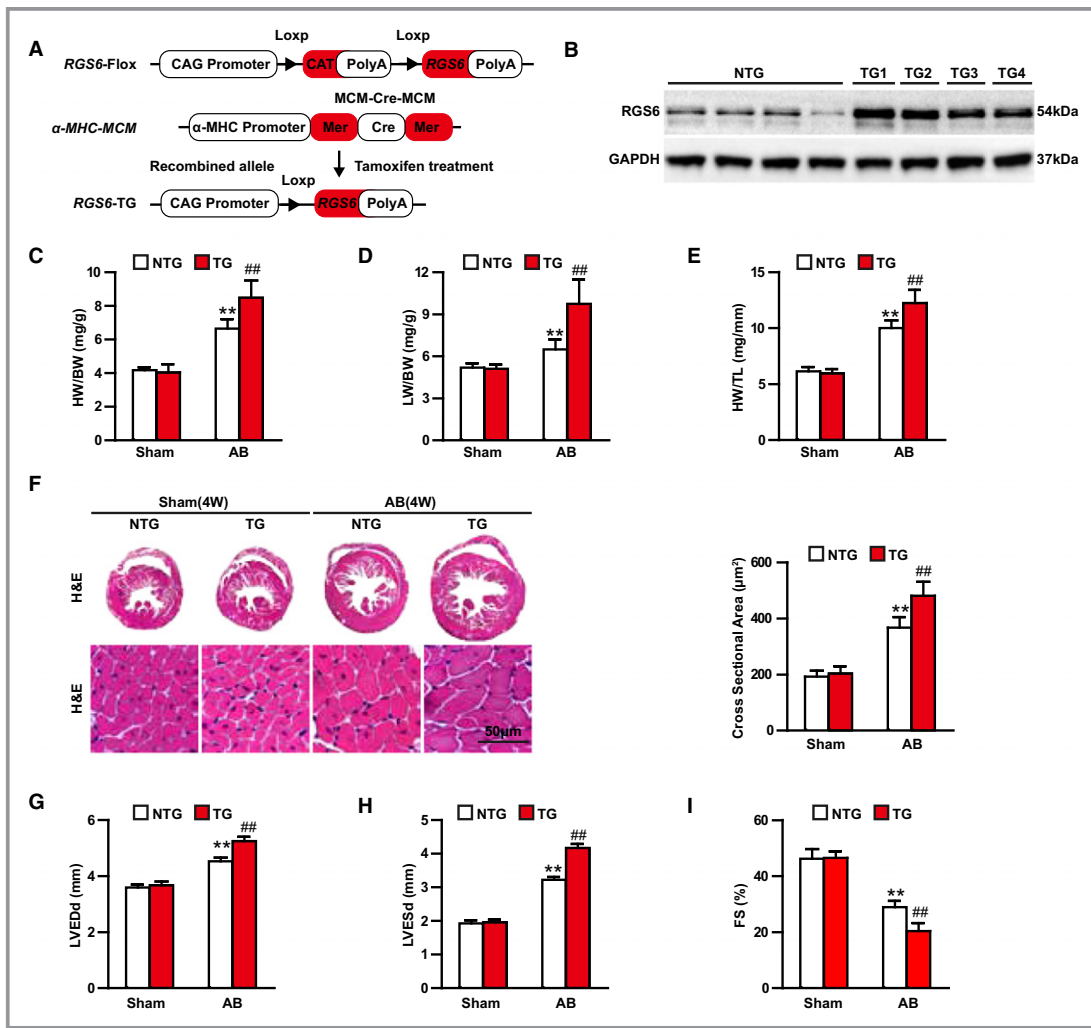 A
Loxp Loxp
RGS6-Flox CAG Promoter CAT PolyA RGS6 PolyA
MCM-Cre-MCM
α-MHC-MCM α-MHC Promoter Mer Cre Mer
Recombined allele Tamoxifen treatment
Loxp
RGS6-TG CAG Promoter RGS6 PolyA
B
NTG TG1 TG2 TG3 TG4
RGS6 54kDa
GAPDH 37kDa
C
NTG TG
HW/BW (mg/g)
10
8
6
4
2
0
**
##
Sham AB
D
NTG TG
LW/BW (mg/g)
12
9
6
3
0
**
##
Sham AB
E
NTG TG
HW/TL (mg/mm)
15
10
5
0
**
##
Sham AB
F
Sham(4W) AB(4W)
NTG TG NTG TG
H&E
H&E
50μm
NTG TG
Cross Sectional Area (μm²)
600
400
200
0
**
##
Sham AB
G
NTG TG
LVEDd (mm)
6
4
2
0
**
##
Sham AB
H
NTG TG
LVESd (mm)
5
4
3
2
1
0
**
##
Sham AB
I
NTG TG
FS (%)
60
40
20
0
**
##
Sham AB